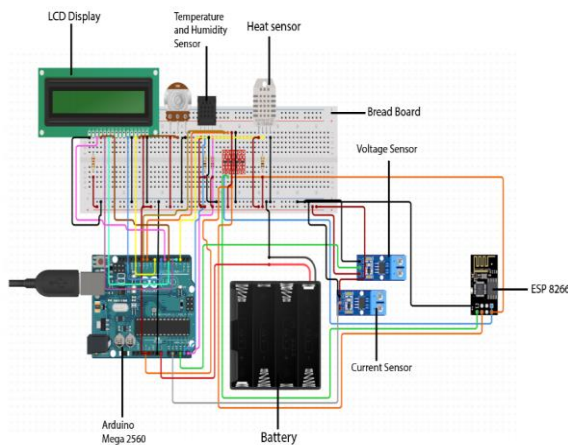 LCD Display
Temperature
and Humidity
Sensor
Heat sensor
Bread Board
Voltage Sensor
ESP 8266
Current Sensor
Arduino
Mega 2560
Battery